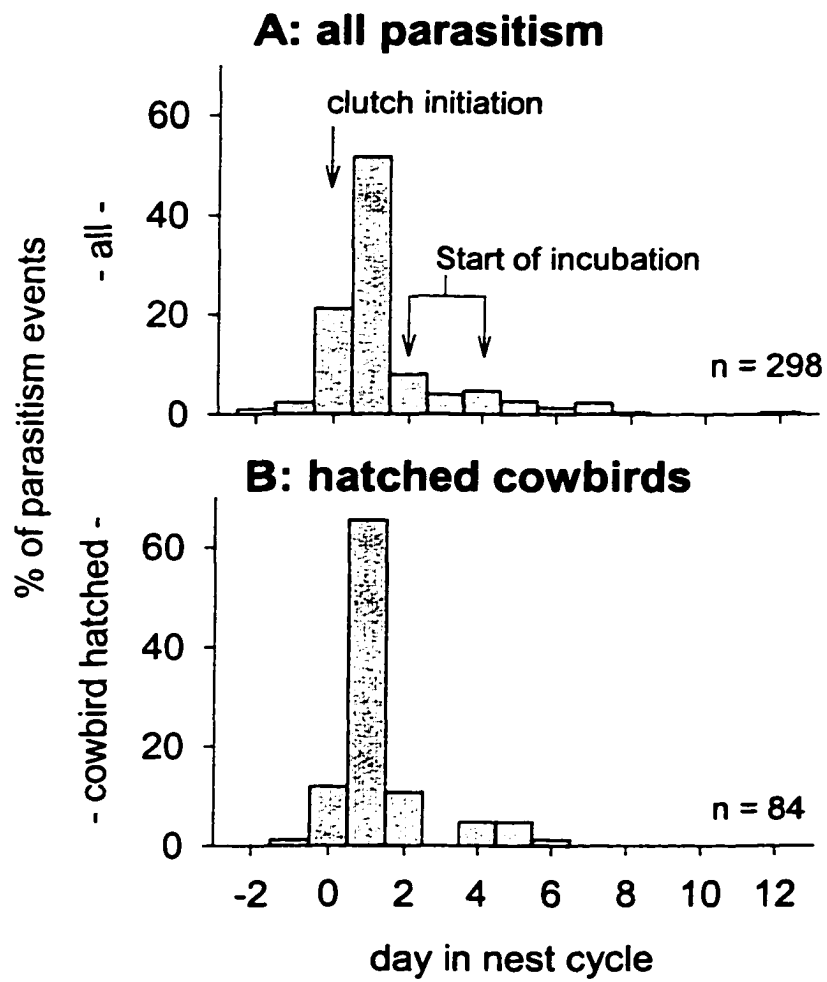 A: all parasitism
clutch initiation
Start of incubation
n = 298
60
40
20
0
- all -
% of parasitism events
B: hatched cowbirds
n = 84
60
40
20
0
- cowbird hatched -
-2 0 2 4 6 8 10 12
day in nest cycle